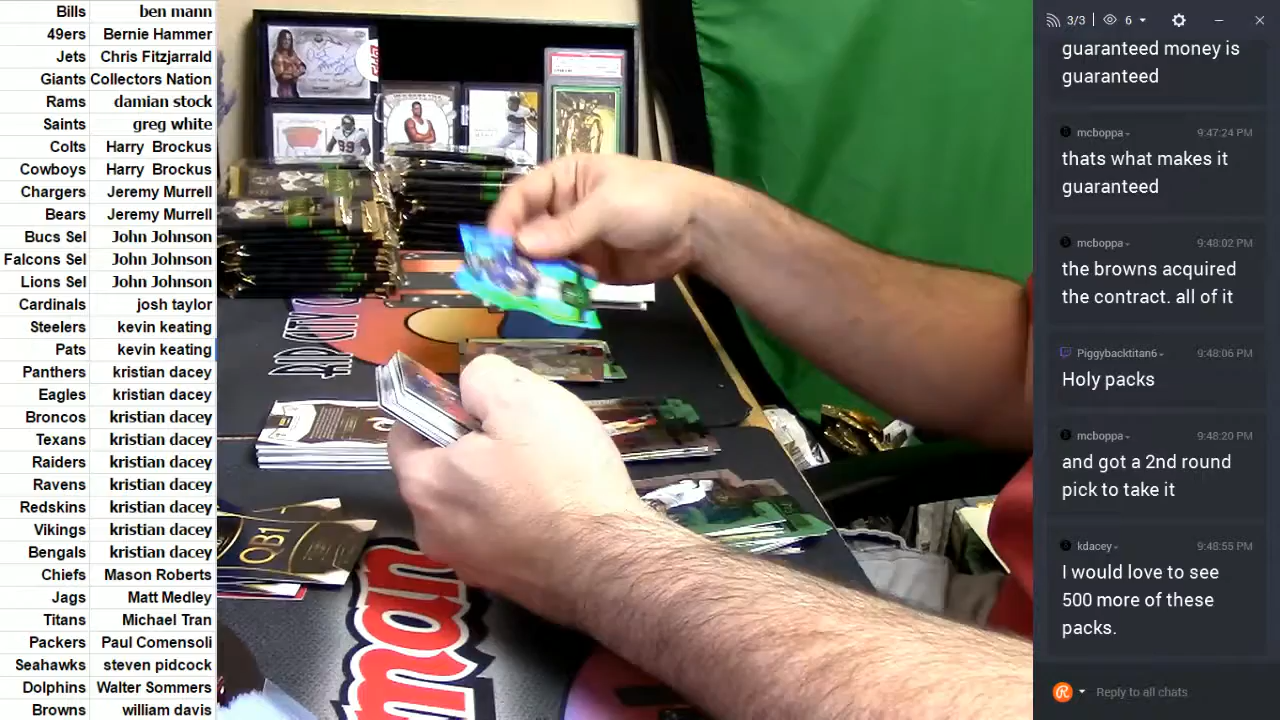 Bills ben mann
49ers Bernie Hammer
Jets Chris Fitzjarrald
Giants Collectors Nation
Rams damian stock
Saints greg white
Colts Harry Brockus
Cowboys Harry Brockus
Chargers Jeremy Murrell
Bears Jeremy Murrell
Bucs Sel John Johnson
Falcons Sel John Johnson
Lions Sel John Johnson
Cardinals josh taylor
Steelers kevin keating
Pats kevin keating
Panthers kristian dacey
Eagles kristian dacey
Broncos kristian dacey
Texans kristian dacey
Raiders kristian dacey
Ravens kristian dacey
Redskins kristian dacey
Vikings kristian dacey
Bengals kristian dacey
Chiefs Mason Roberts
Jags Matt Medley
Titans Michael Tran
Packers Paul Comensoli
Seahawks steven pidcock
Dolphins Walter Sommers
Browns william davis
RIP CITY
QB1
man
3/3 6
guaranteed money is
guaranteed
mcboppa 9:47:24 PM
thats what makes it
guaranteed
mcboppa 9:48:02 PM
the browns acquired
the contract. all of it
Piggybacktitan6 9:48:06 PM
Holy packs
mcboppa 9:48:20 PM
and got a 2nd round
pick to take it
kdacey 9:48:55 PM
I would love to see
500 more of these
packs.
Reply to all chats